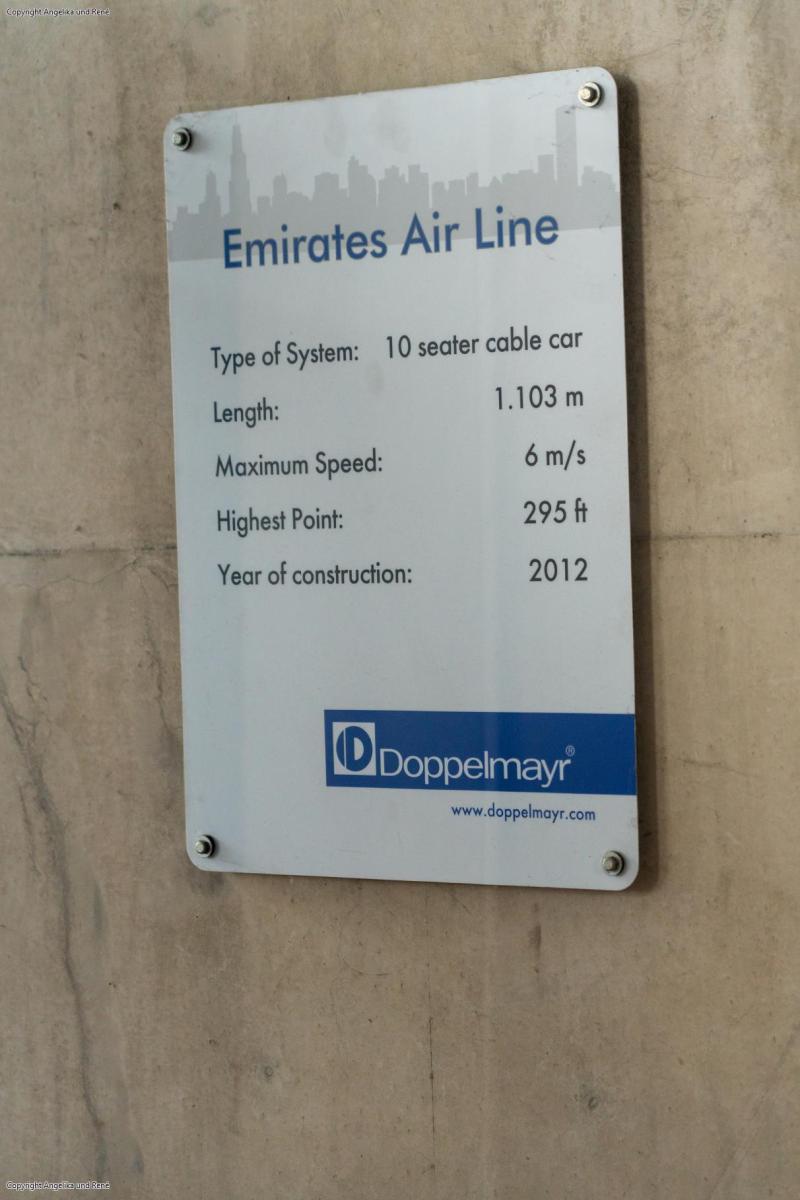 Copyright Angelika und René
Emirates Air Line
Type of System: 10 seater cable car
Length: 1.103 m
Maximum Speed: 6 m/s
Highest Point: 295 ft
Year of construction: 2012
Doppelmayr®
www.doppelmayr.com
Copyright Angelika und René